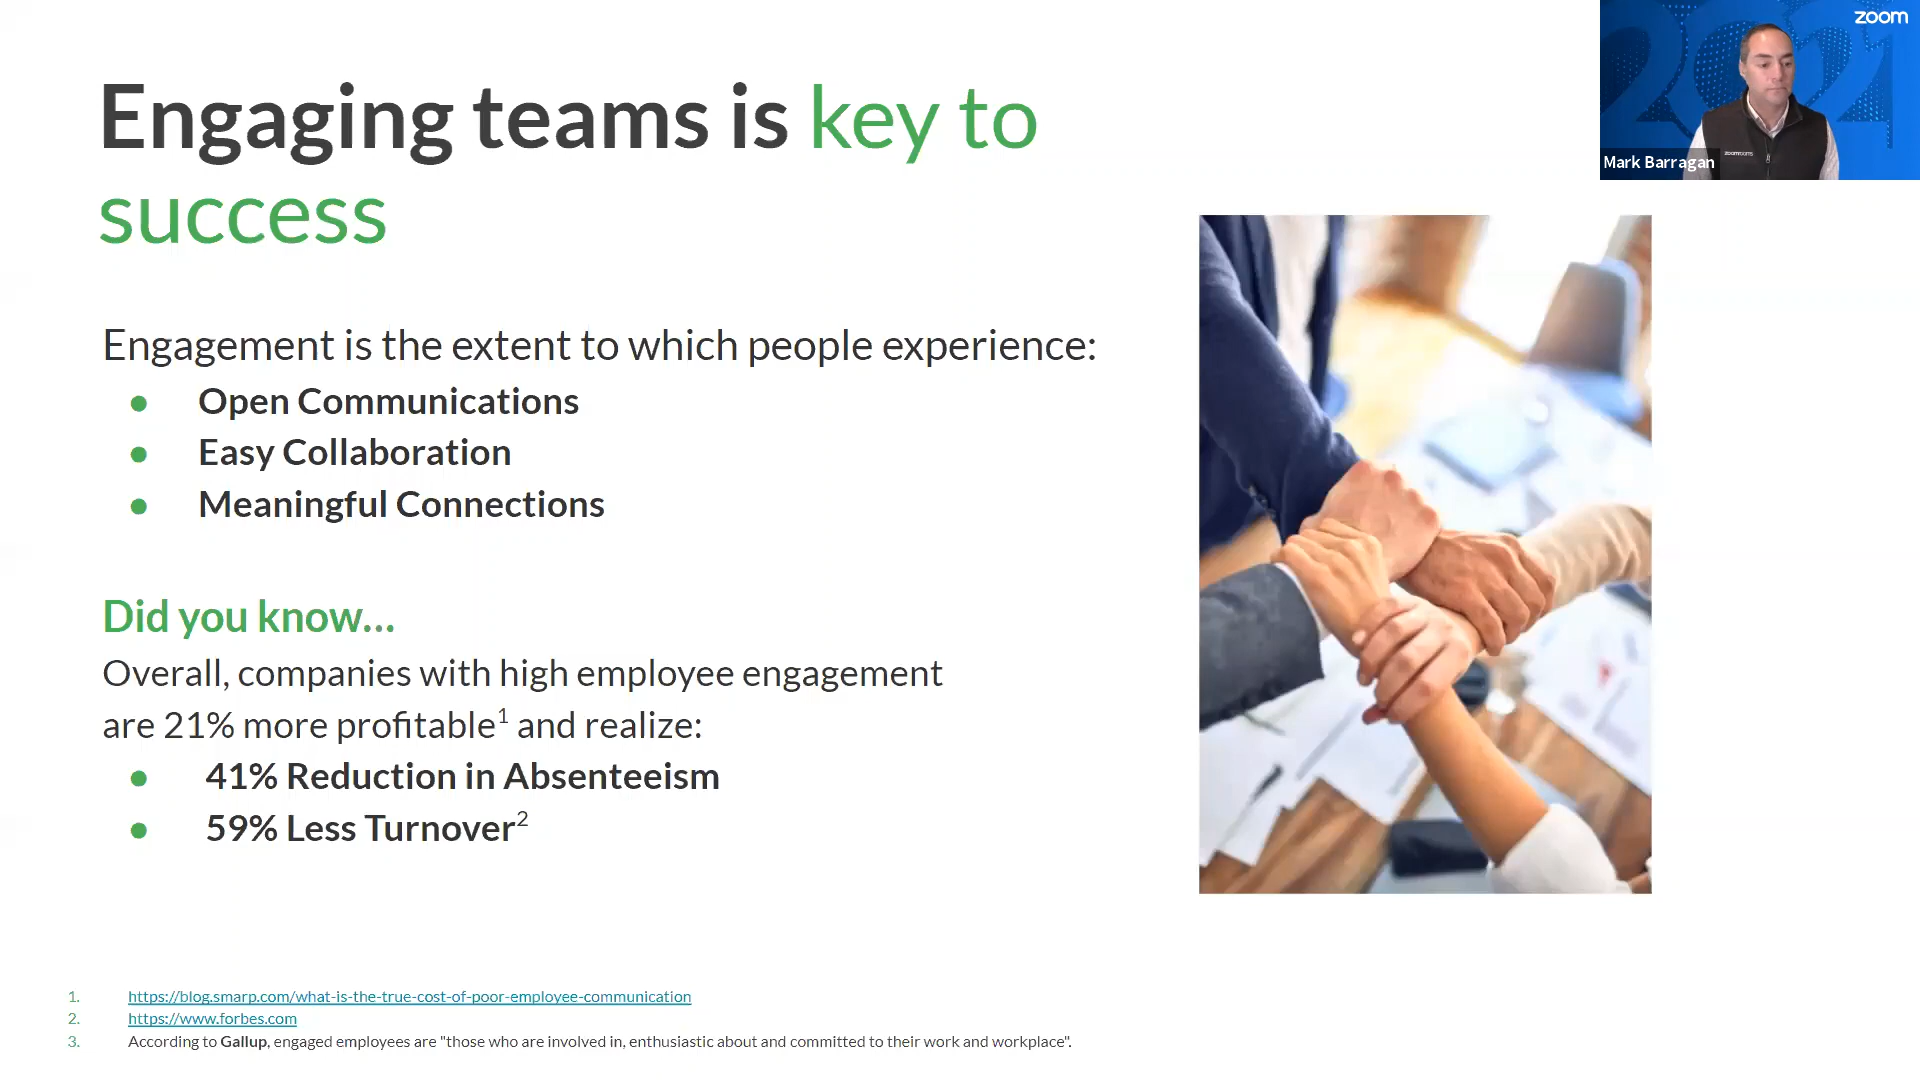 Engaging teams is key to
success
Engagement is the extent to which people experience:
● Open Communications
● Easy Collaboration
● Meaningful Connections
Did you know...
Overall, companies with high employee engagement
are 21% more profitable¹ and realize:
● 41% Reduction in Absenteeism
● 59% Less Turnover²
1. https://blog.smarp.com/what-is-the-true-cost-of-poor-employee-communication
2. https://www.forbes.com
3. According to Gallup, engaged employees are "those who are involved in, enthusiastic about and committed to their work and workplace".
zoom
2021
zoomrooms
Mark Barragan